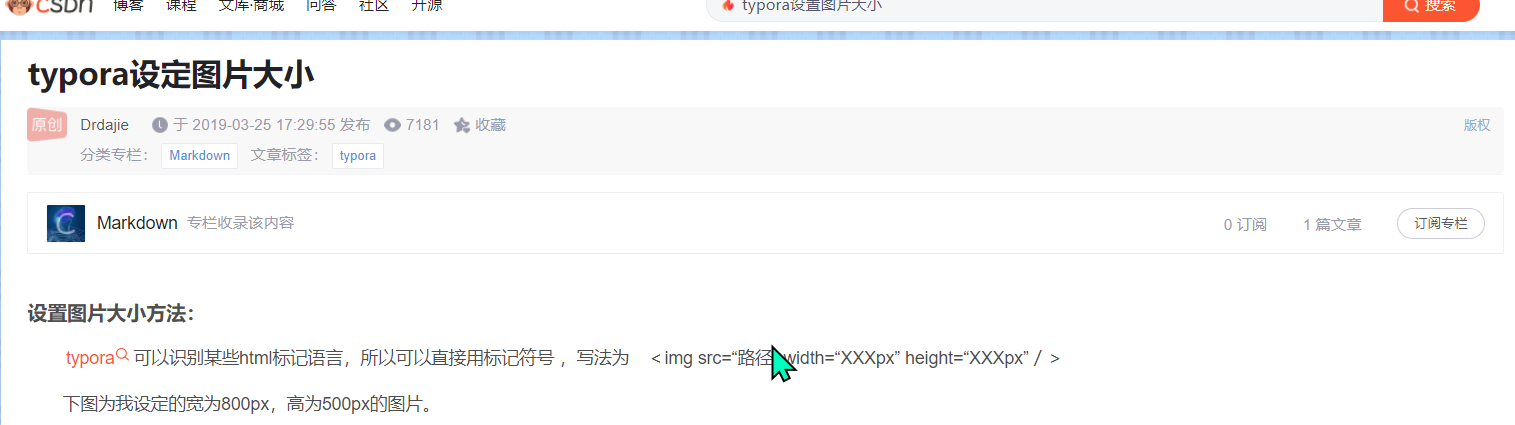 CSDN 博客 课程 文库·商城 问答 社区 开源 typora设置图片大小 搜索
typora设定图片大小
原创 Drdajie 于 2019-03-25 17:29:55 发布 7181 收藏 版权
分类专栏： Markdown 文章标签： typora
Markdown 专栏收录该内容 0 订阅 1 篇文章 订阅专栏
设置图片大小方法：
typora 可以识别某些html标记语言，所以可以直接用标记符号 ，写法为 ＜img src=“路径 width=“XXXpx” height=“XXXpx”／＞
下图为我设定的宽为800px，高为500px的图片。